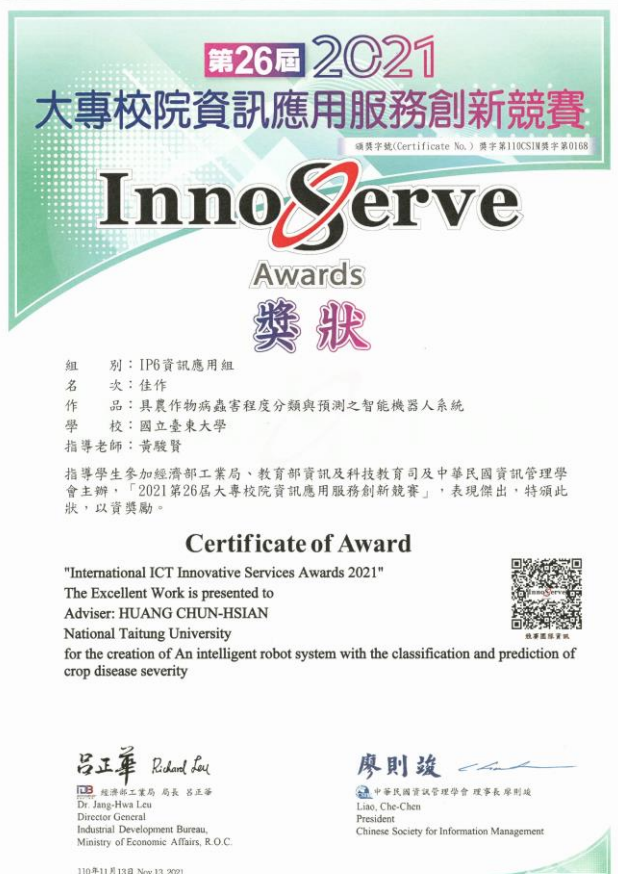 第26屆 2021
大專校院資訊應用服務創新競賽
頒獎字號(Certificate No.) 獎字第110CSIM獎字第0168
InnoServe
Awards
獎狀
組 別：IP6資訊應用組
名 次：佳作
作 品：具農作物病蟲害程度分類與預測之智能機器人系統
學 校：國立臺東大學
指導老師：黃駿賢
指導學生參加經濟部工業局、教育部資訊及科技教育司及中華民國資訊管理學
會主辦，「2021第26屆大專校院資訊應用服務創新競賽」，表現傑出，特頒此
狀，以資獎勵。
Certificate of Award
"International ICT Innovative Services Awards 2021"
The Excellent Work is presented to
Adviser: HUANG CHUN-HSIAN
National Taitung University
for the creation of An intelligent robot system with the classification and prediction of
crop disease severity
InnoServe
競賽團隊資訊
呂正華 Richard Leu
IDB 經濟部工業局 局長 呂正華
Dr. Jang-Hwa Leu
Director General
Industrial Development Bureau,
Ministry of Economic Affairs, R.O.C.
廖則竣
中華民國資訊管理學會 理事長 廖則竣
Liao, Che-Chen
President
Chinese Society for Information Management
110年11月13日 Nov 13, 2021